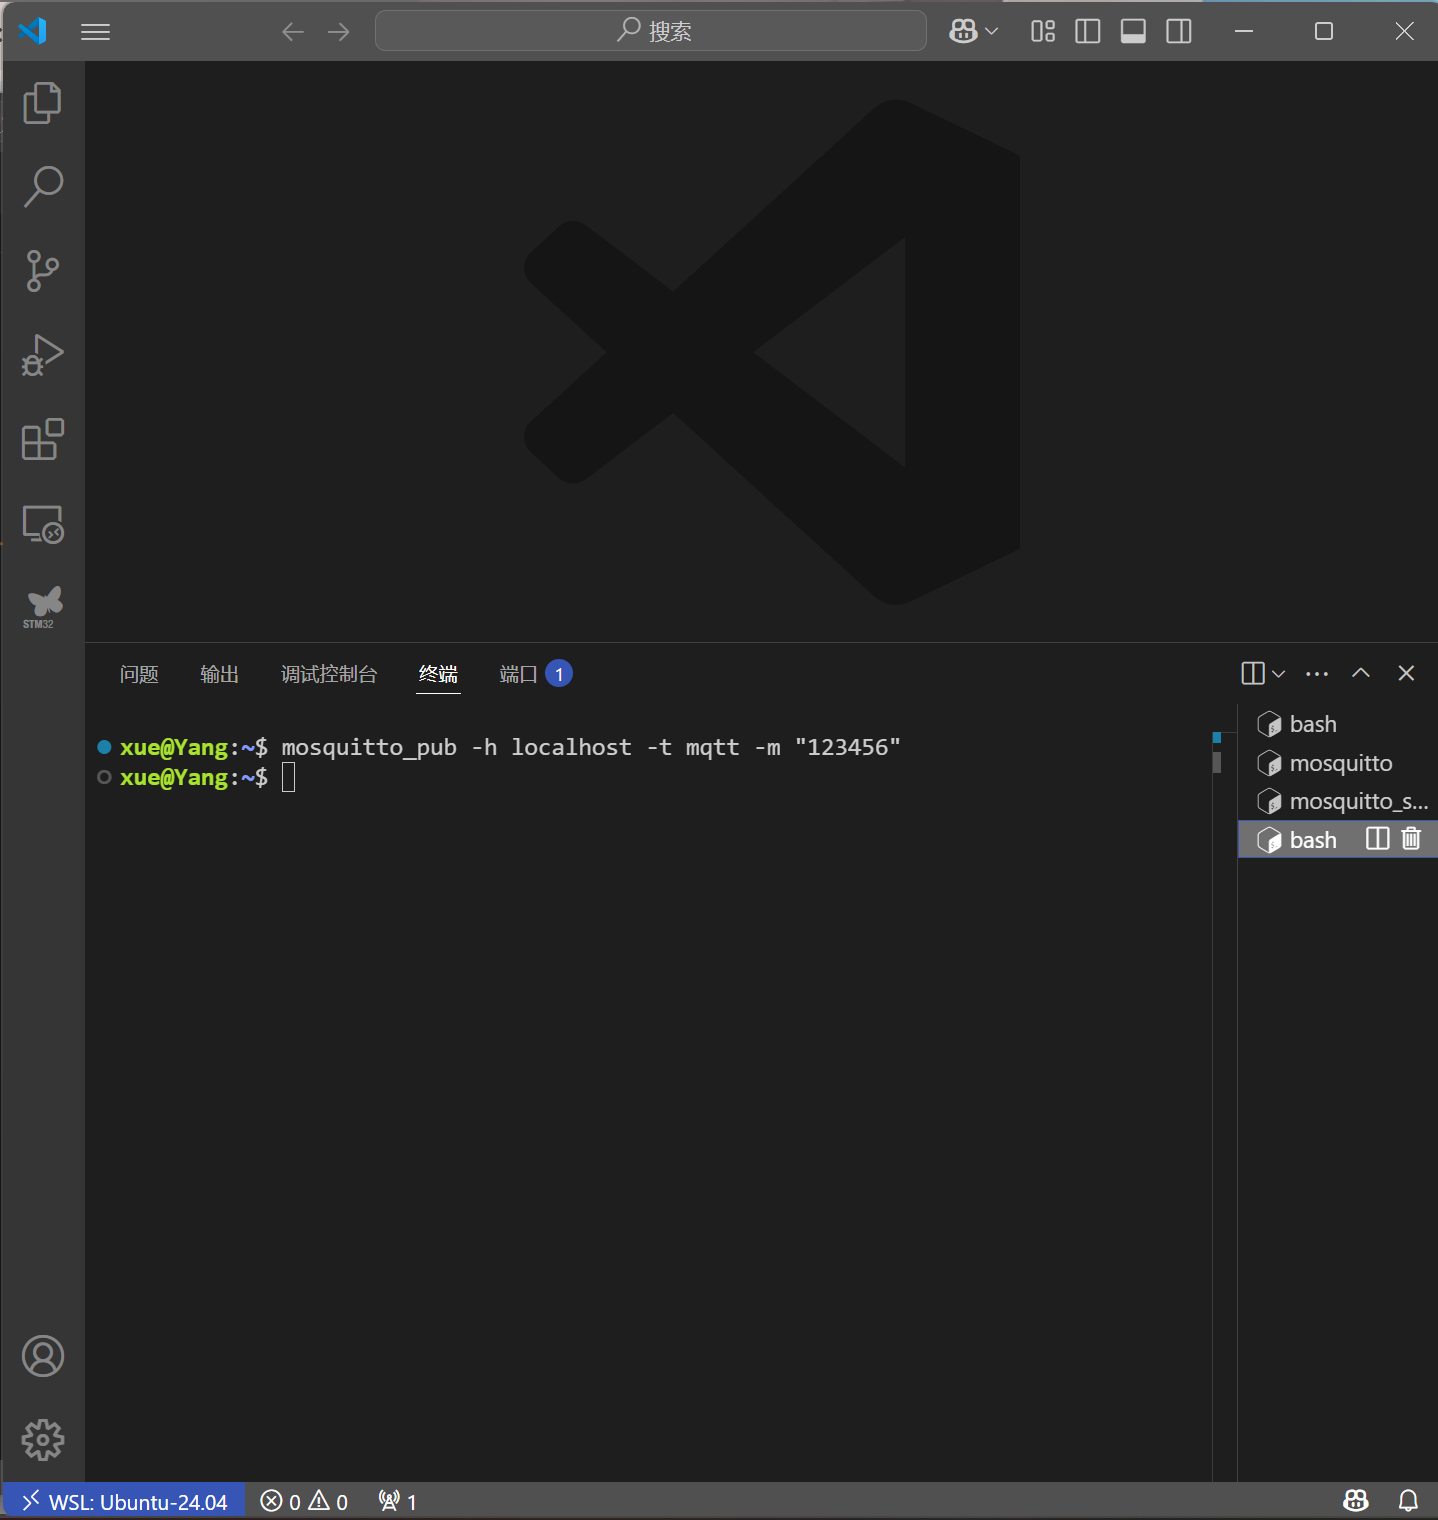 搜索
STM32
问题 输出 调试控制台 终端 端口 1
xue@Yang:~$ mosquitto_pub -h localhost -t mqtt -m "123456"
xue@Yang:~$
bash
mosquitto
mosquitto_s...
bash
WSL: Ubuntu-24.04 0 0 1